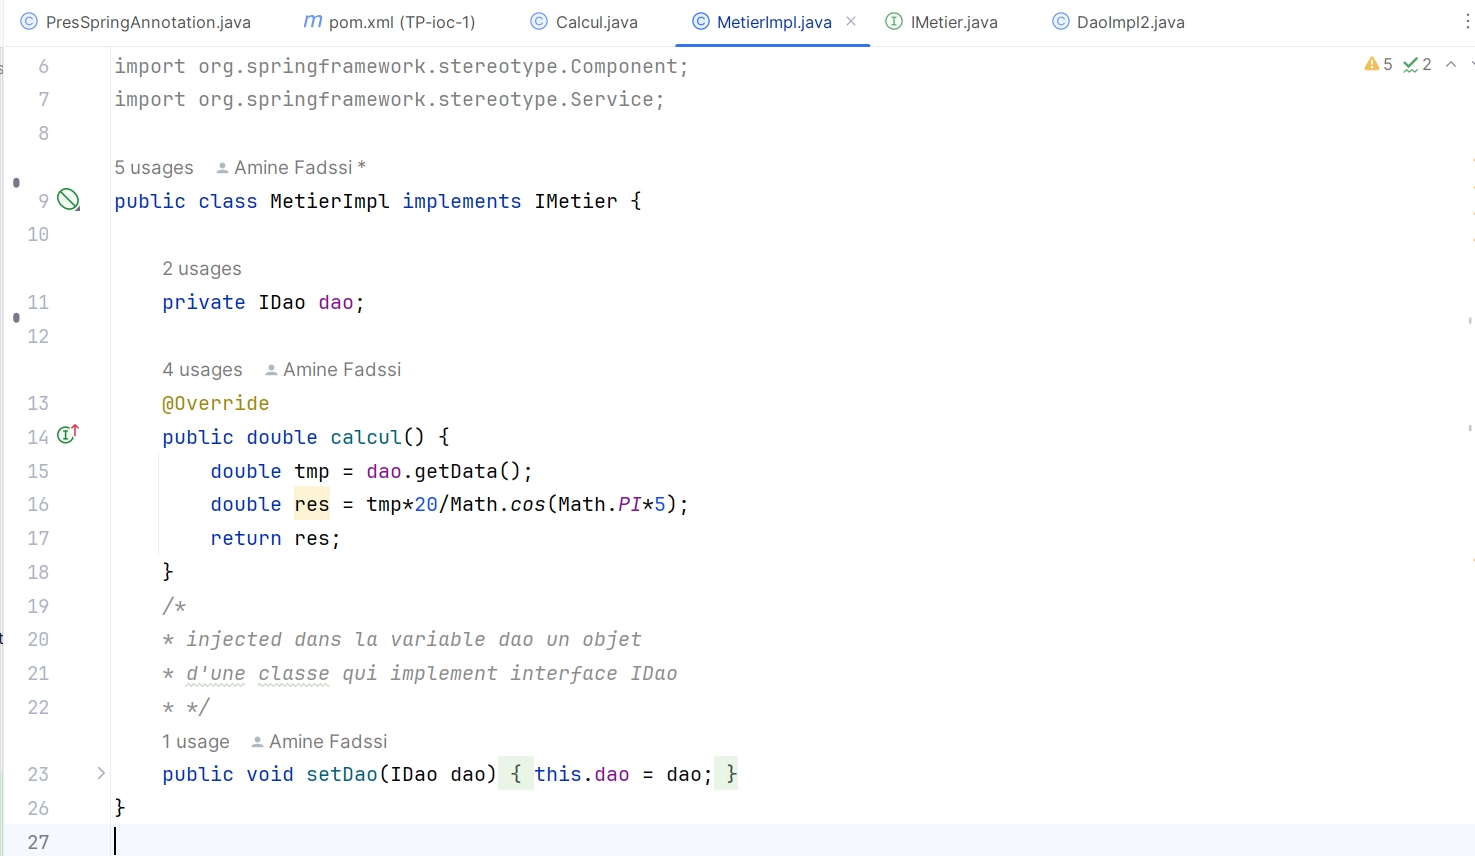 PresSpringAnnotation.java pom.xml (TP-ioc-1) Calcul.java MetierImpl.java IMetier.java DaoImpl2.java
6 import org.springframework.stereotype.Component; 5 2
7 import org.springframework.stereotype.Service;
8
5 usages Amine Fadssi *
9 public class MetierImpl implements IMetier {
10
2 usages
11 private IDao dao;
12
4 usages Amine Fadssi
13 @Override
14 public double calcul() {
15 double tmp = dao.getData();
16 double res = tmp*20/Math.cos(Math.PI*5);
17 return res;
18 }
19 /*
20 * injected dans la variable dao un objet
21 * d'une classe qui implement interface IDao
22 * */
1 usage Amine Fadssi
23 public void setDao(IDao dao) { this.dao = dao; }
26 }
27